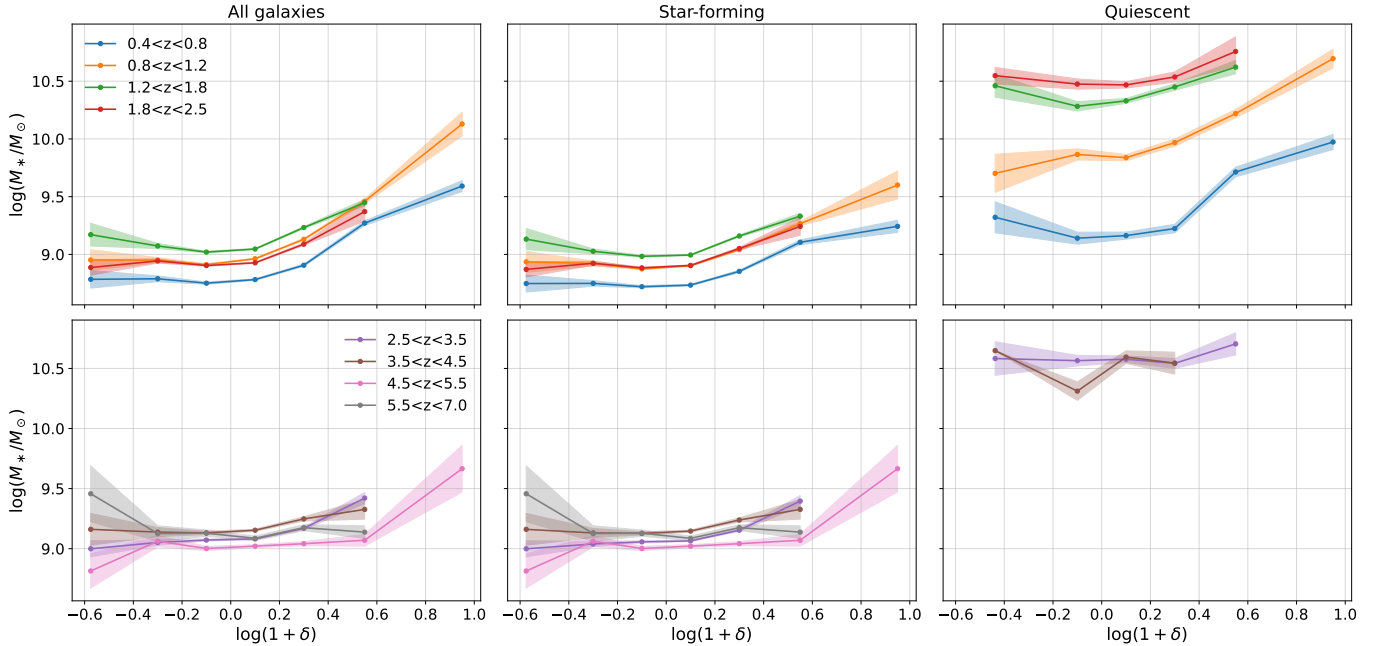 All galaxies
Star-forming
Quiescent
0.4<z<0.8
0.8<z<1.2
1.2<z<1.8
1.8<z<2.5
log(M∗/M⊙)
10.5
10.0
9.5
9.0
2.5<z<3.5
3.5<z<4.5
4.5<z<5.5
5.5<z<7.0
log(M∗/M⊙)
10.5
10.0
9.5
9.0
−0.6 −0.4 −0.2 0.0 0.2 0.4 0.6 0.8 1.0
−0.6 −0.4 −0.2 0.0 0.2 0.4 0.6 0.8 1.0
−0.6 −0.4 −0.2 0.0 0.2 0.4 0.6 0.8 1.0
log(1 + δ)
log(1 + δ)
log(1 + δ)